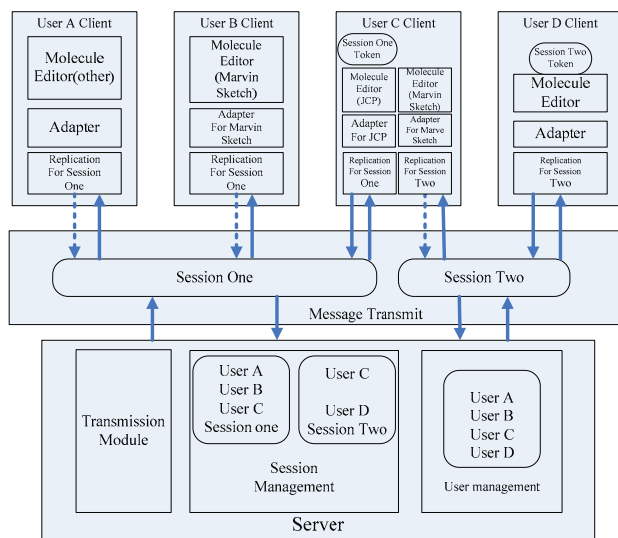 User A Client
Molecule
Editor(other)
Adapter
Replication
For Session
One
User B Client
Molecule
Editor
(Marvin
Sketch)
Adapter
For Marvin
Sketch
Replication
For Session
One
User C Client
Session One
Token
Molecule
Editor
(JCP)
Adapter
For JCP
Replication
For Session
One
Molecule
Editor
(Marvin
Sketch)
Adapter
For Marve
Sketch
Replication
For Session
Two
User D Client
Session Two
Token
Molecule
Editor
Adapter
Replication
For Session
Two
Session One
Session Two
Message Transmit
Transmission
Module
User A
User B
User C
Session one
User C
User D
Session Two
Session
Management
User A
User B
User C
User D
User management
Server